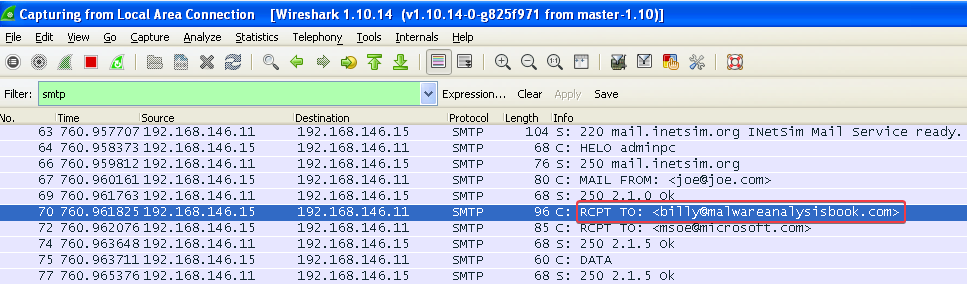 Capturing from Local Area Connection [Wireshark 1.10.14 (v1.10.14-0-g825f971 from master-1.10)]
File Edit View Go Capture Analyze Statistics Telephony Tools Internals Help
Filter: smtp Expression... Clear Apply Save
No. Time Source Destination Protocol Length Info
63 760.957707 192.168.146.11 192.168.146.15 SMTP 104 S: 220 mail.inetsim.org INetSim Mail Service ready.
64 760.958373 192.168.146.15 192.168.146.11 SMTP 68 C: HELO adminpc
66 760.959812 192.168.146.11 192.168.146.15 SMTP 76 S: 250 mail.inetsim.org
67 760.960161 192.168.146.15 192.168.146.11 SMTP 80 C: MAIL FROM: <joe@joe.com>
69 760.961763 192.168.146.11 192.168.146.15 SMTP 68 S: 250 2.1.0 Ok
70 760.961825 192.168.146.15 192.168.146.11 SMTP 96 C: RCPT TO: <billy@malwareanalysisbook.com>
72 760.962076 192.168.146.15 192.168.146.11 SMTP 85 C: RCPT TO: <msoe@microsoft.com>
74 760.963648 192.168.146.11 192.168.146.15 SMTP 68 S: 250 2.1.5 Ok
75 760.963711 192.168.146.15 192.168.146.11 SMTP 60 C: DATA
77 760.965376 192.168.146.11 192.168.146.15 SMTP 68 S: 250 2.1.5 Ok